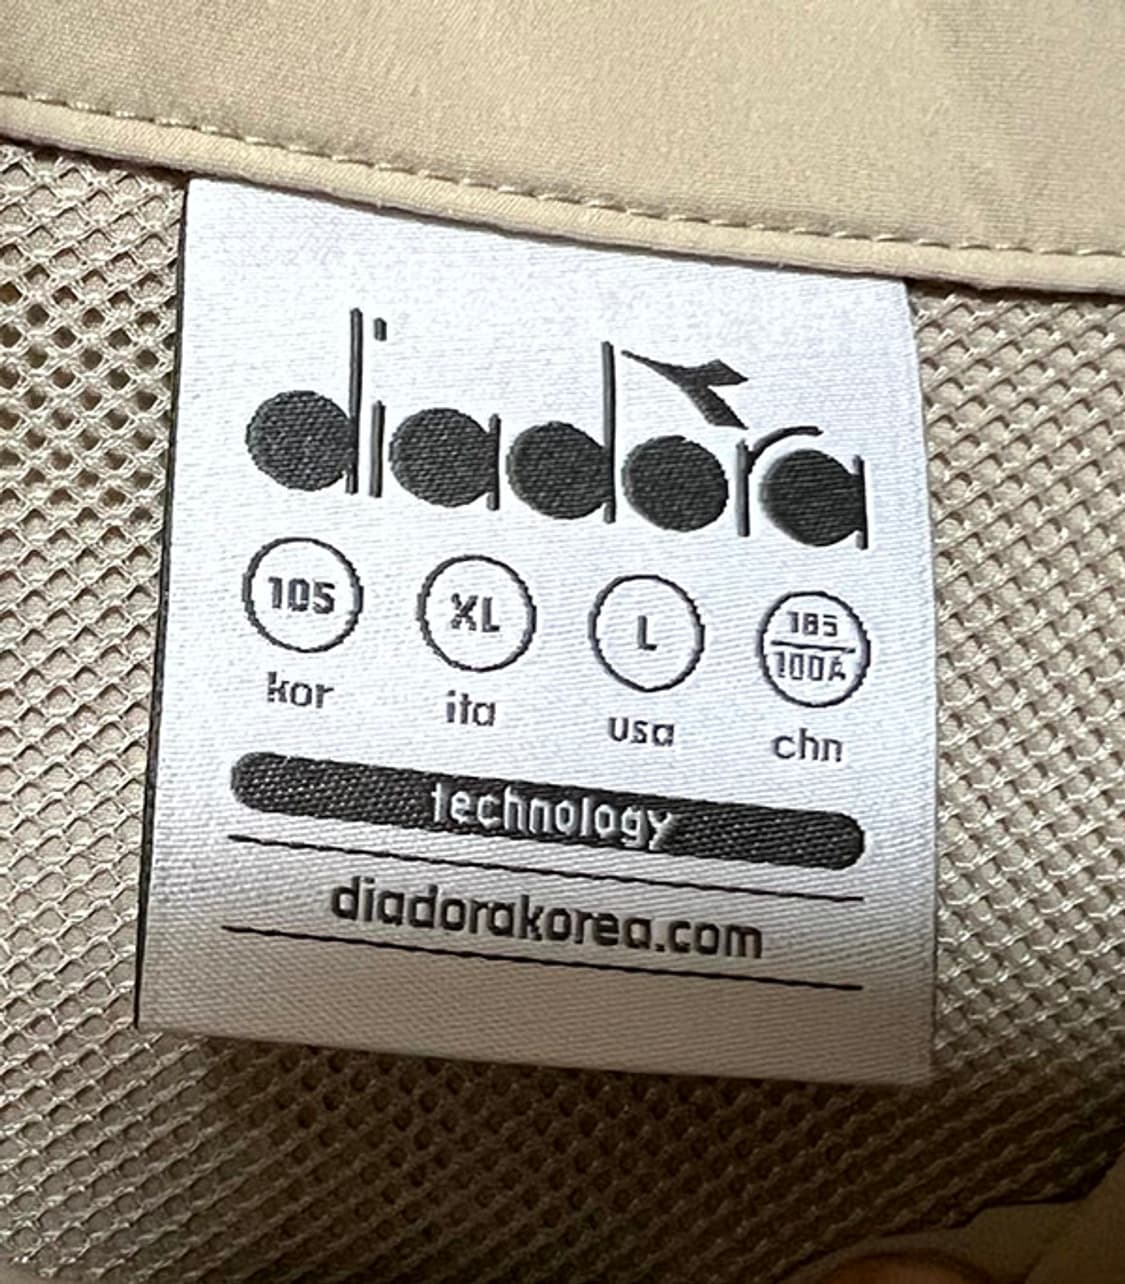 diadora
105 XL L 185/100A
kor ita usa chn
technology
diadorakorea.com